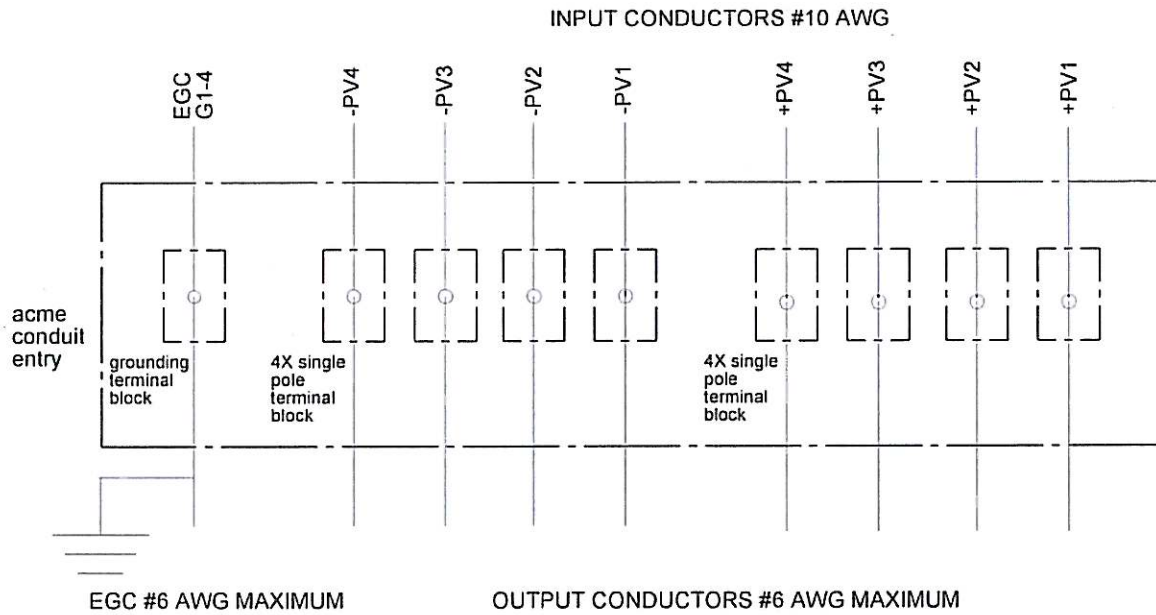 INPUT CONDUCTORS #10 AWG
EGC
G1-4
-PV4
-PV3
-PV2
-PV1
+PV4
+PV3
+PV2
+PV1
acme
conduit
entry
grounding
terminal
block
4X single
pole
terminal
block
4X single
pole
terminal
block
EGC #6 AWG MAXIMUM
OUTPUT CONDUCTORS #6 AWG MAXIMUM